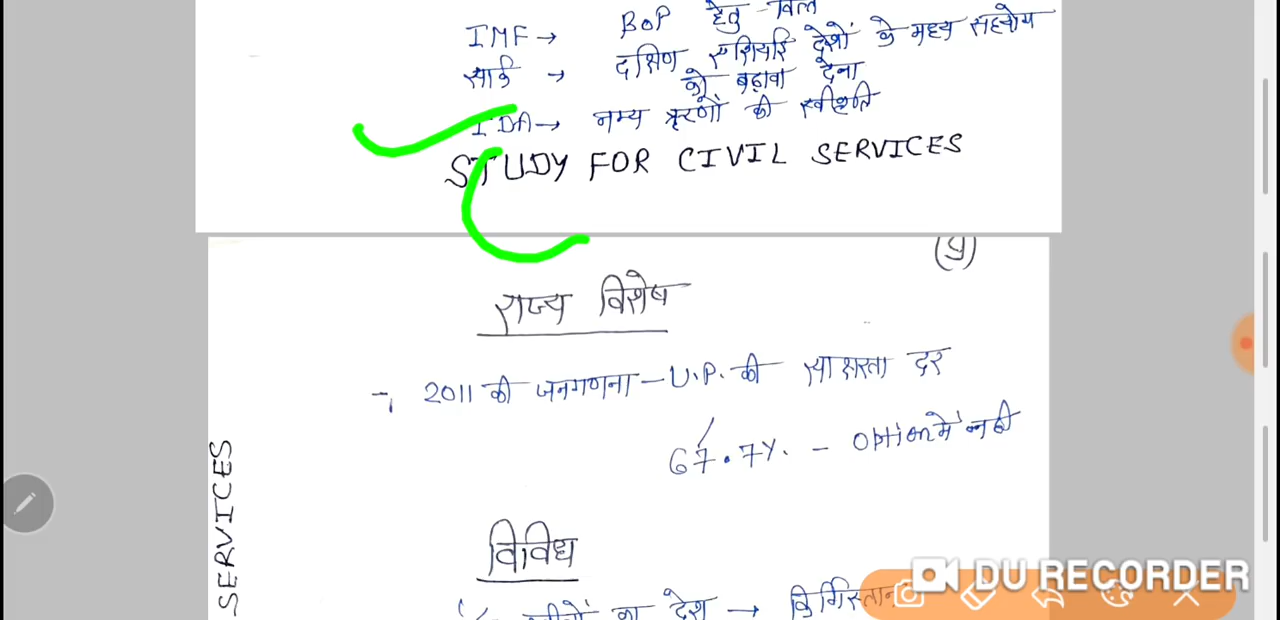 IMF → BoP हेतु वित्त
सार्क → दक्षिण एशियाई देशों के मध्य सहयोग
को बढ़ावा देना
IDA → नम्य ऋणों की स्वीकृति
STUDY FOR CIVIL SERVICES
(9)
राज्य विशेष
→ 2011 की जनगणना - U.P. की साक्षरता दर
67.7%. - option में नही
विविध
का देश → किर्गिस्तान
SERVICES
DU RECORDER